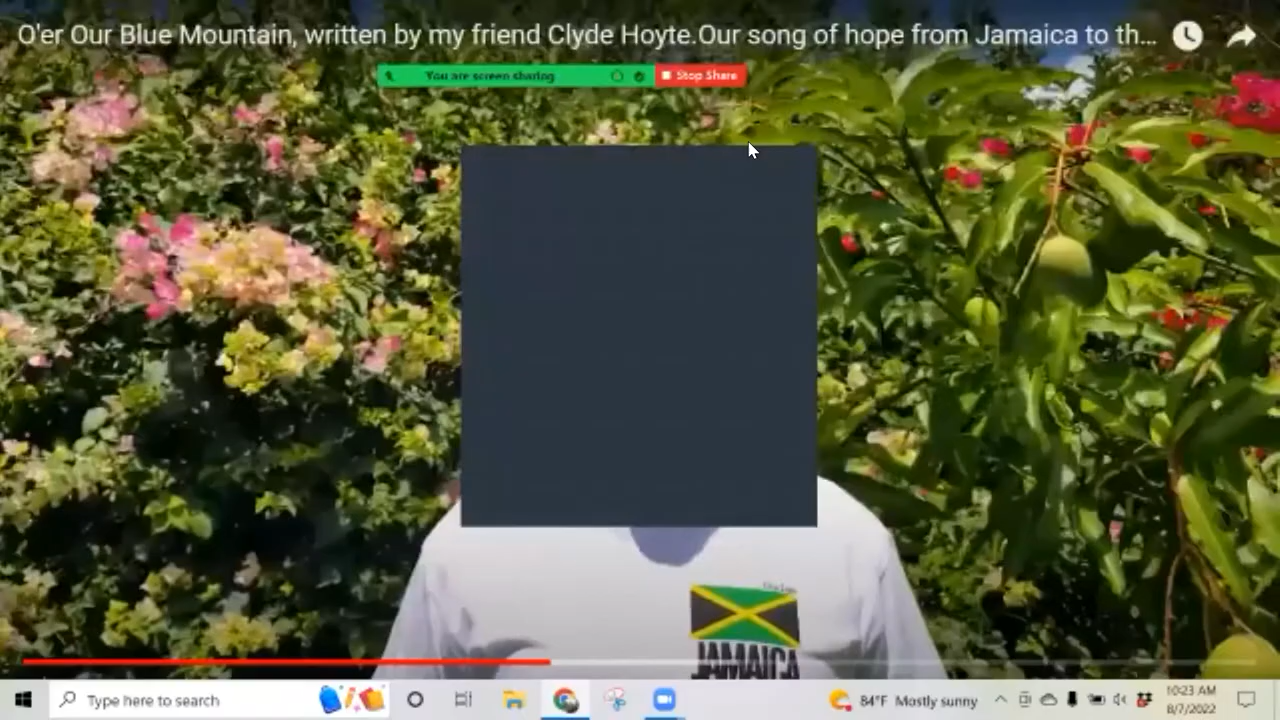 O'er Our Blue Mountain, written by my friend Clyde Hoyte.Our song of hope from Jamaica to th...
You are screen sharing
Stop Share
JAMAICA
Type here to search
84°F Mostly sunny
10:23 AM
8/7/2022